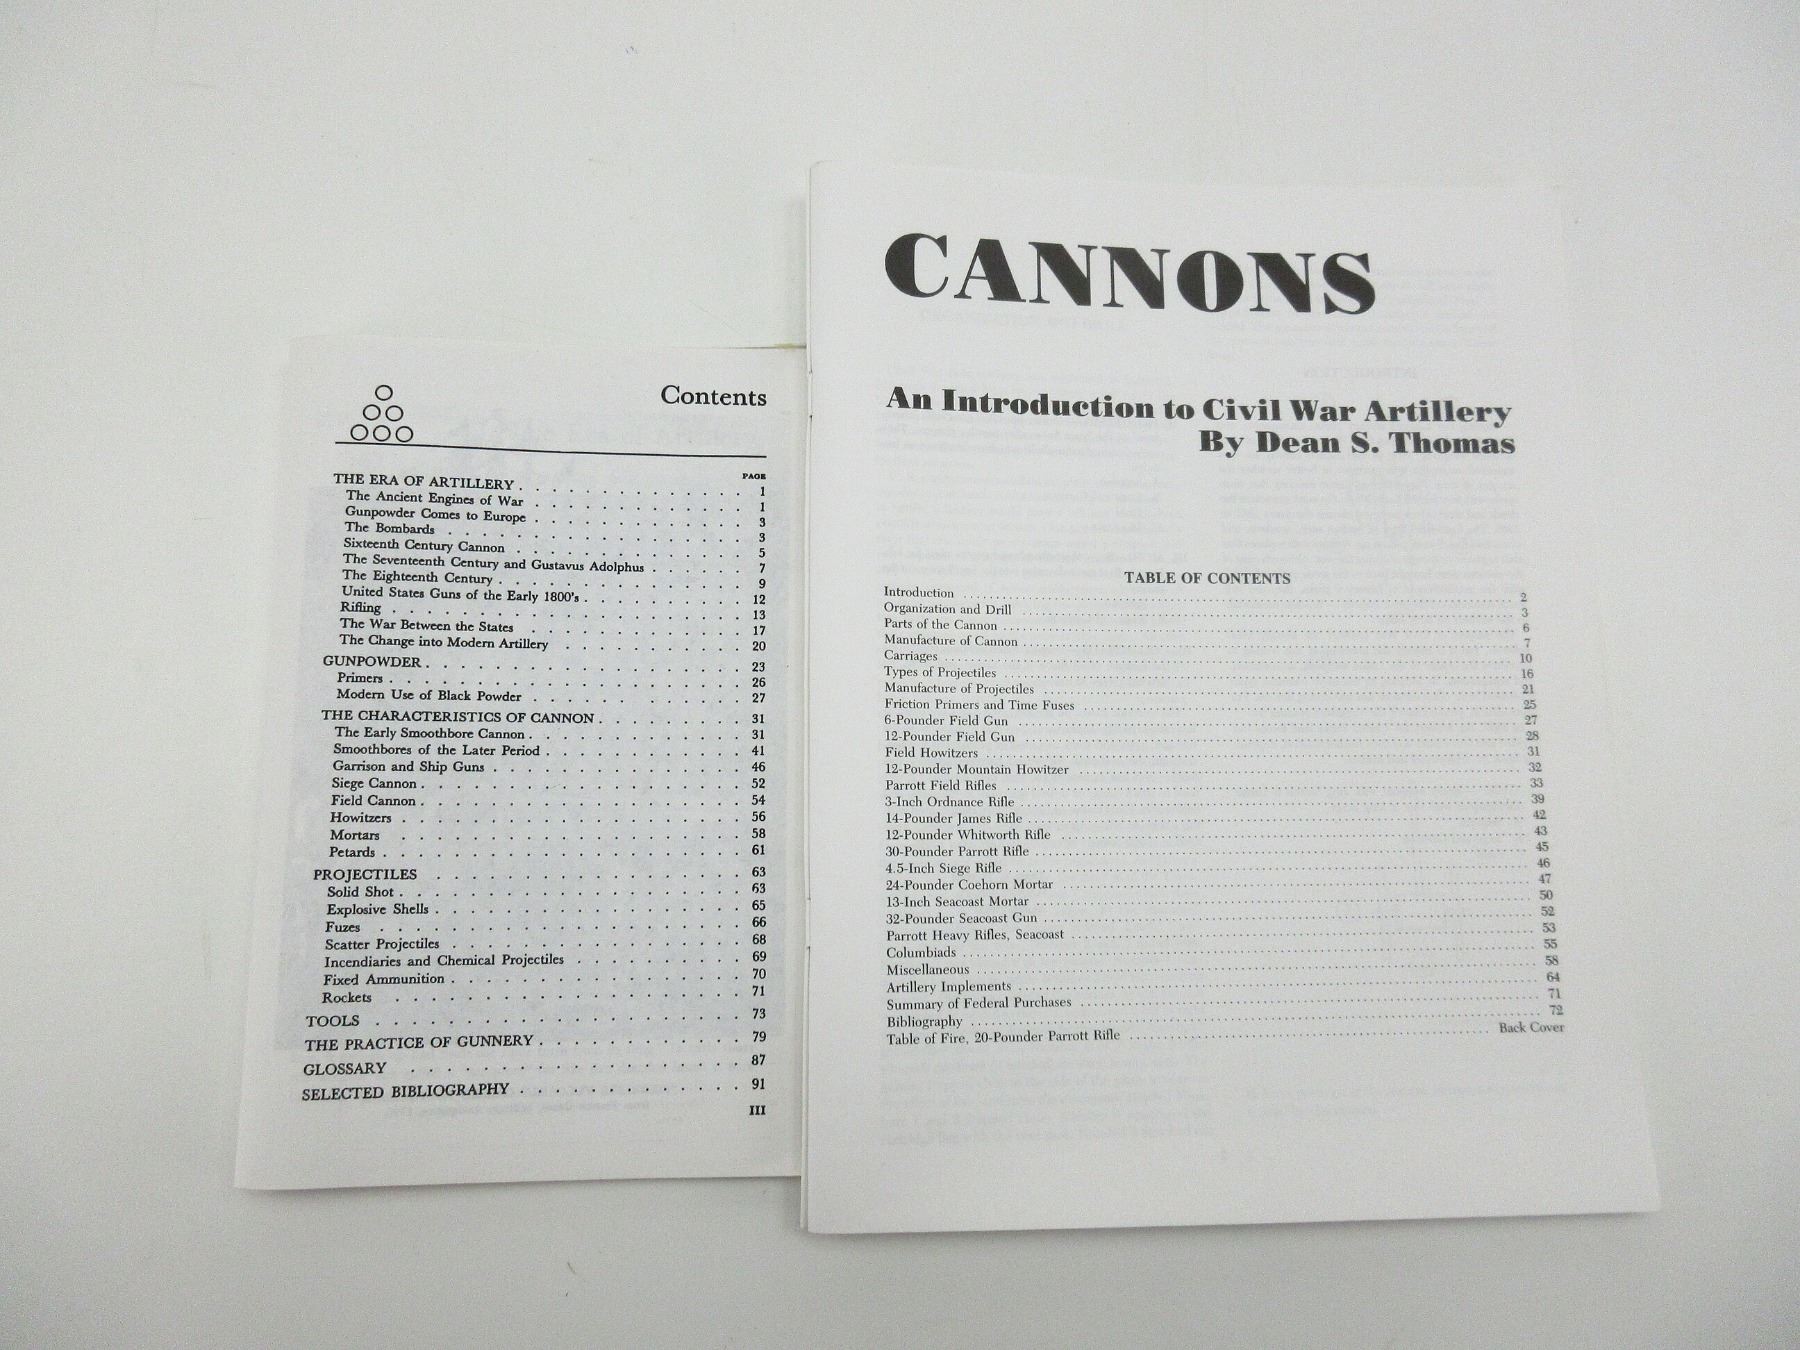 Contents
PAGE
THE ERA OF ARTILLERY . . . . . . . . . . . . . 1
The Ancient Engines of War . . . . . . . . . . . . 1
Gunpowder Comes to Europe . . . . . . . . . . . . 3
The Bombards . . . . . . . . . . . . . . . 3
Sixteenth Century Cannon . . . . . . . . . . . . 5
The Seventeenth Century and Gustavus Adolphus . . . . . . 7
The Eighteenth Century . . . . . . . . . . . . . 9
United States Guns of the Early 1800's . . . . . . . . . 12
Rifling . . . . . . . . . . . . . . . . . 13
The War Between the States . . . . . . . . . . . 17
The Change into Modern Artillery . . . . . . . . . . 20
GUNPOWDER . . . . . . . . . . . . . . . . 23
Primers . . . . . . . . . . . . . . . . . 26
Modern Use of Black Powder . . . . . . . . . . . 27
THE CHARACTERISTICS OF CANNON . . . . . . . . . 31
The Early Smoothbore Cannon . . . . . . . . . . . 31
Smoothbores of the Later Period . . . . . . . . . . . 41
Garrison and Ship Guns . . . . . . . . . . . . . 46
Siege Cannon . . . . . . . . . . . . . . . 52
Field Cannon . . . . . . . . . . . . . . . 54
Howitzers . . . . . . . . . . . . . . . . 56
Mortars . . . . . . . . . . . . . . . . 58
Petards . . . . . . . . . . . . . . . . . 61
PROJECTILES . . . . . . . . . . . . . . . 63
Solid Shot . . . . . . . . . . . . . . . . 63
Explosive Shells . . . . . . . . . . . . . . . 65
Fuzes . . . . . . . . . . . . . . . . . 66
Scatter Projectiles . . . . . . . . . . . . . . 68
Incendiaries and Chemical Projectiles . . . . . . . . . 69
Fixed Ammunition . . . . . . . . . . . . . . 70
Rockets . . . . . . . . . . . . . . . . 71
TOOLS . . . . . . . . . . . . . . . . . 73
THE PRACTICE OF GUNNERY . . . . . . . . . . . . 79
GLOSSARY . . . . . . . . . . . . . . . . 87
SELECTED BIBLIOGRAPHY . . . . . . . . . . . . . 91
III
CANNONS
An Introduction to Civil War Artillery
By Dean S. Thomas
TABLE OF CONTENTS
Introduction .......... 2
Organization and Drill .......... 3
Parts of the Cannon .......... 6
Manufacture of Cannon .......... 7
Carriages .......... 10
Types of Projectiles .......... 16
Manufacture of Projectiles .......... 21
Friction Primers and Time Fuses .......... 25
6-Pounder Field Gun .......... 27
12-Pounder Field Gun .......... 28
Field Howitzers .......... 31
12-Pounder Mountain Howitzer .......... 32
Parrott Field Rifles .......... 33
3-Inch Ordnance Rifle .......... 39
14-Pounder James Rifle .......... 42
12-Pounder Whitworth Rifle .......... 43
30-Pounder Parrott Rifle .......... 45
4.5-Inch Siege Rifle .......... 46
24-Pounder Coehorn Mortar .......... 47
13-Inch Seacoast Mortar .......... 50
32-Pounder Seacoast Gun .......... 52
Parrott Heavy Rifles, Seacoast .......... 53
Columbiads .......... 55
Miscellaneous .......... 58
Artillery Implements .......... 64
Summary of Federal Purchases .......... 71
Bibliography .......... 72
Table of Fire, 20-Pounder Parrott Rifle .......... Back Cover